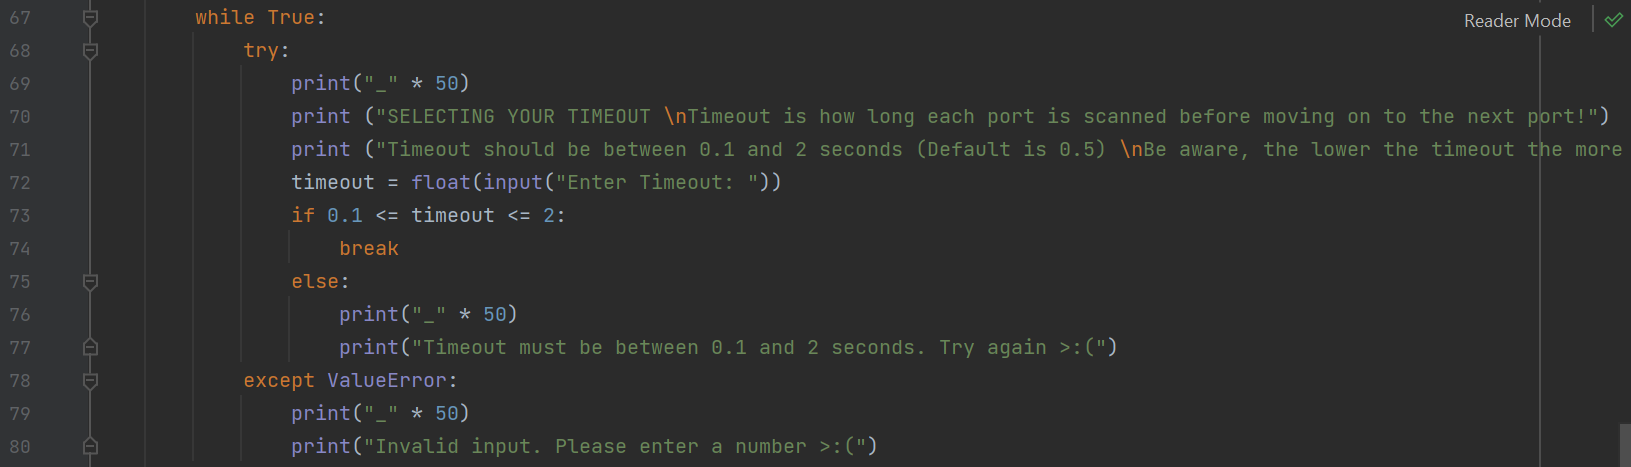 Reader Mode
67 while True:
68 try:
69 print("_" * 50)
70 print ("SELECTING YOUR TIMEOUT \nTimeout is how long each port is scanned before moving on to the next port!")
71 print ("Timeout should be between 0.1 and 2 seconds (Default is 0.5) \nBe aware, the lower the timeout the more
72 timeout = float(input("Enter Timeout: "))
73 if 0.1 <= timeout <= 2:
74 break
75 else:
76 print("_" * 50)
77 print("Timeout must be between 0.1 and 2 seconds. Try again >:(")
78 except ValueError:
79 print("_" * 50)
80 print("Invalid input. Please enter a number >:(")